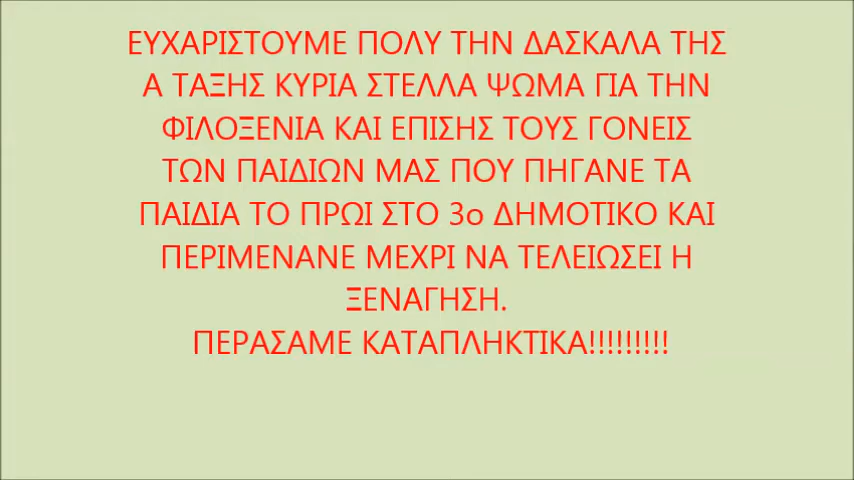 ΕΥΧΑΡΙΣΤΟΥΜΕ ΠΟΛΥ ΤΗΝ ΔΑΣΚΑΛΑ ΤΗΣ
Α ΤΑΞΗΣ ΚΥΡΙΑ ΣΤΕΛΛΑ ΨΩΜΑ ΓΙΑ ΤΗΝ
ΦΙΛΟΞΕΝΙΑ ΚΑΙ ΕΠΙΣΗΣ ΤΟΥΣ ΓΟΝΕΙΣ
ΤΩΝ ΠΑΙΔΙΩΝ ΜΑΣ ΠΟΥ ΠΗΓΑΝΕ ΤΑ
ΠΑΙΔΙΑ ΤΟ ΠΡΩΙ ΣΤΟ 3ο ΔΗΜΟΤΙΚΟ ΚΑΙ
ΠΕΡΙΜΕΝΑΝΕ ΜΕΧΡΙ ΝΑ ΤΕΛΕΙΩΣΕΙ Η
ΞΕΝΑΓΗΣΗ.
ΠΕΡΑΣΑΜΕ ΚΑΤΑΠΛΗΚΤΙΚΑ!!!!!!!!!